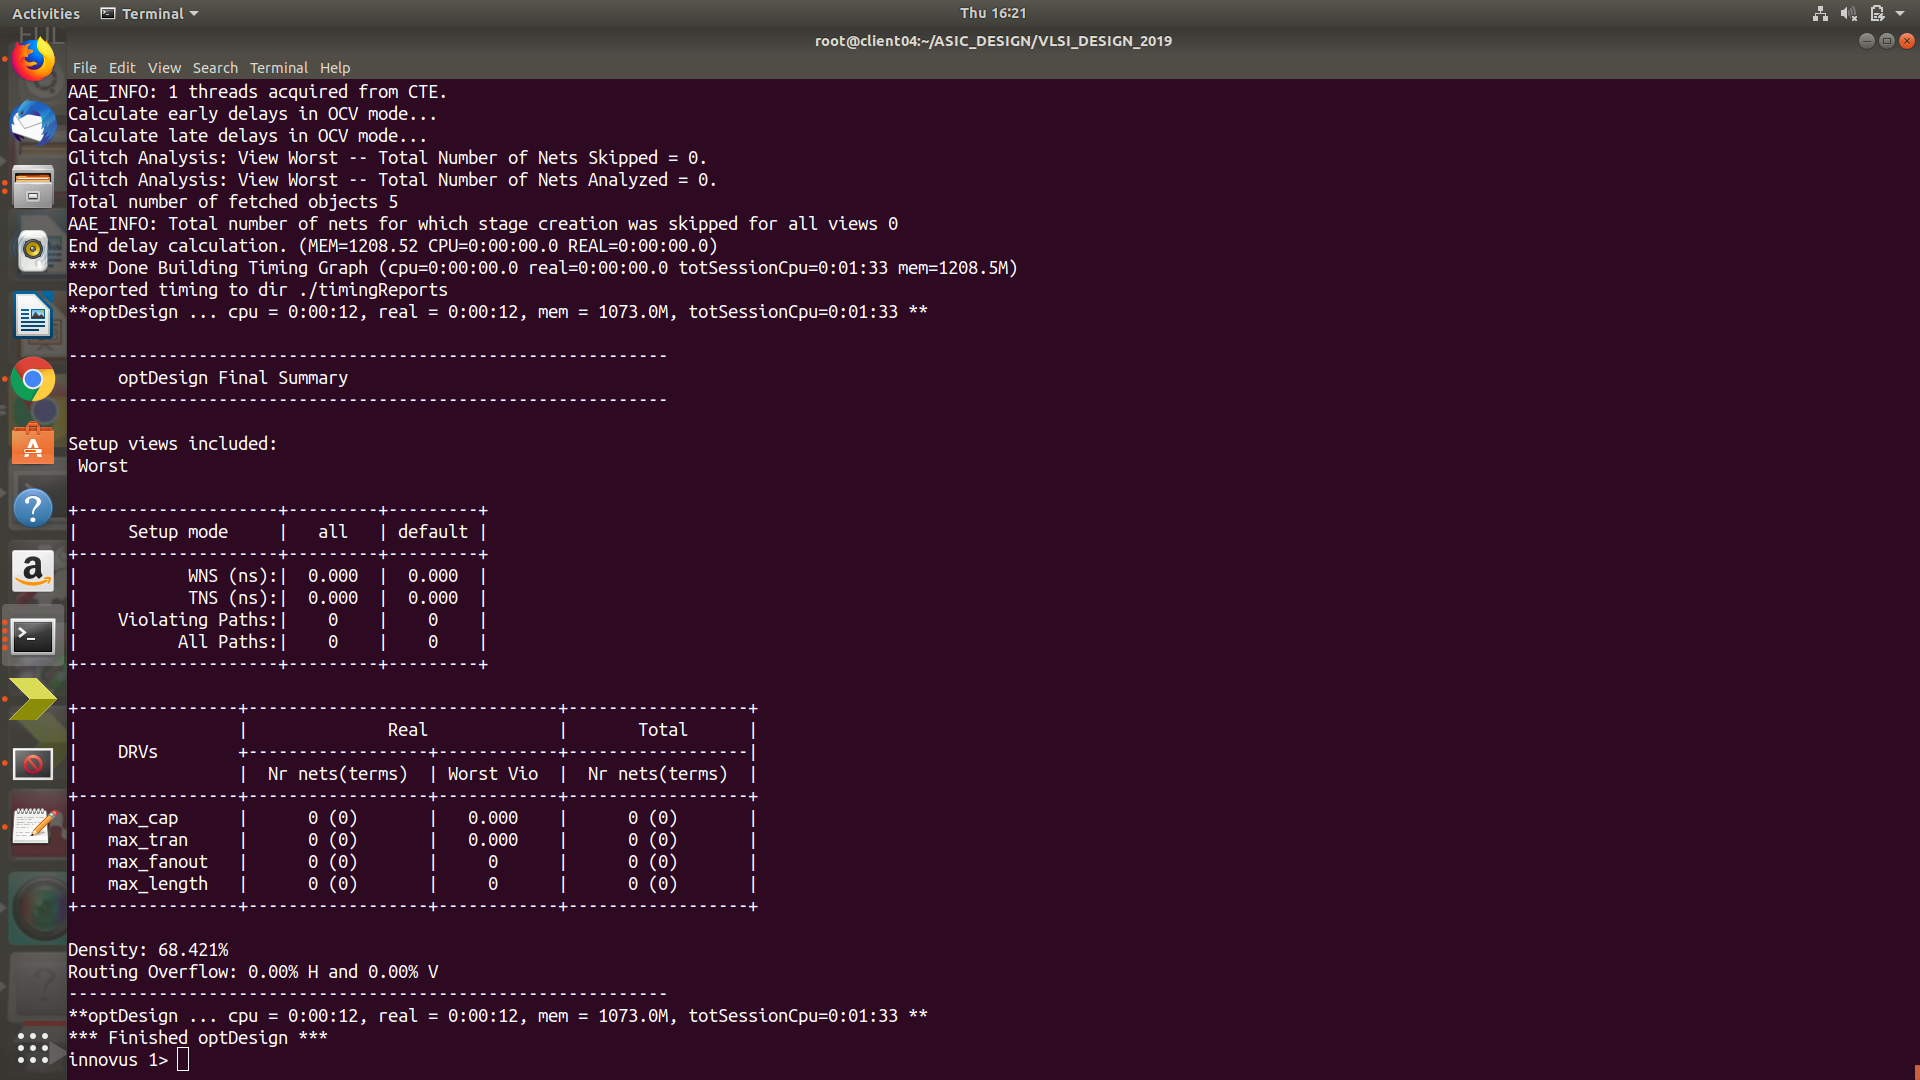 Activities Terminal Thu 16:21
root@client04:~/ASIC_DESIGN/VLSI_DESIGN_2019
File Edit View Search Terminal Help
AAE_INFO: 1 threads acquired from CTE.
Calculate early delays in OCV mode...
Calculate late delays in OCV mode...
Glitch Analysis: View Worst -- Total Number of Nets Skipped = 0.
Glitch Analysis: View Worst -- Total Number of Nets Analyzed = 0.
Total number of fetched objects 5
AAE_INFO: Total number of nets for which stage creation was skipped for all views 0
End delay calculation. (MEM=1208.52 CPU=0:00:00.0 REAL=0:00:00.0)
*** Done Building Timing Graph (cpu=0:00:00.0 real=0:00:00.0 totSessionCpu=0:01:33 mem=1208.5M)
Reported timing to dir ./timingReports
**optDesign ... cpu = 0:00:12, real = 0:00:12, mem = 1073.0M, totSessionCpu=0:01:33 **
------------------------------------------------------------
     optDesign Final Summary
------------------------------------------------------------
Setup views included:
 Worst
+--------------------+---------+---------+
|     Setup mode     |   all   | default |
+--------------------+---------+---------+
|           WNS (ns):|  0.000  |  0.000  |
|           TNS (ns):|  0.000  |  0.000  |
|    Violating Paths:|    0    |    0    |
|          All Paths:|    0    |    0    |
+--------------------+---------+---------+
+----------------+-------------------------------+------------------+
|                |              Real             |       Total      |
|    DRVs        +------------------+------------+------------------|
|                |  Nr nets(terms)  | Worst Vio  |  Nr nets(terms)  |
+----------------+------------------+------------+------------------+
|   max_cap      |      0 (0)       |   0.000    |      0 (0)       |
|   max_tran     |      0 (0)       |   0.000    |      0 (0)       |
|   max_fanout   |      0 (0)       |     0      |      0 (0)       |
|   max_length   |      0 (0)       |     0      |      0 (0)       |
+----------------+------------------+------------+------------------+
Density: 68.421%
Routing Overflow: 0.00% H and 0.00% V
------------------------------------------------------------
**optDesign ... cpu = 0:00:12, real = 0:00:12, mem = 1073.0M, totSessionCpu=0:01:33 **
*** Finished optDesign ***
innovus 1>